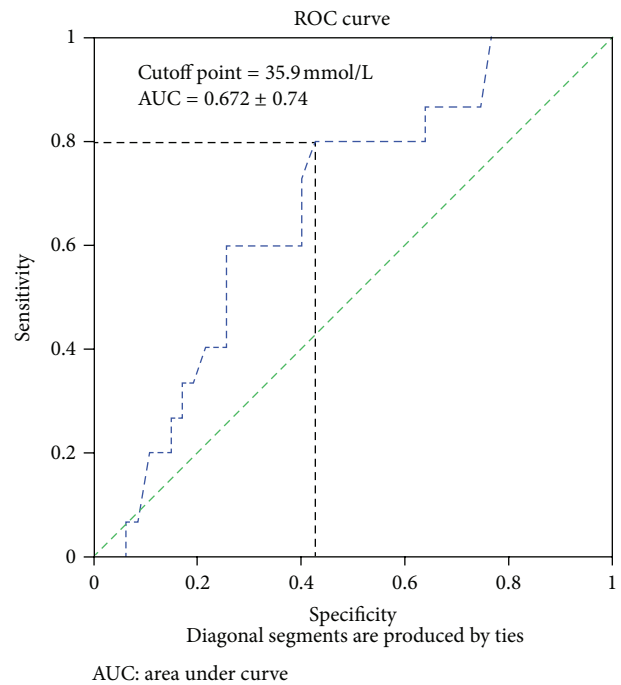 ROC curve
Cutoff point = 35.9 mmol/L
AUC = 0.672 ± 0.74
1
0.8
0.6
0.4
0.2
0
Sensitivity
0 0.2 0.4 0.6 0.8 1
Specificity
Diagonal segments are produced by ties
AUC: area under curve